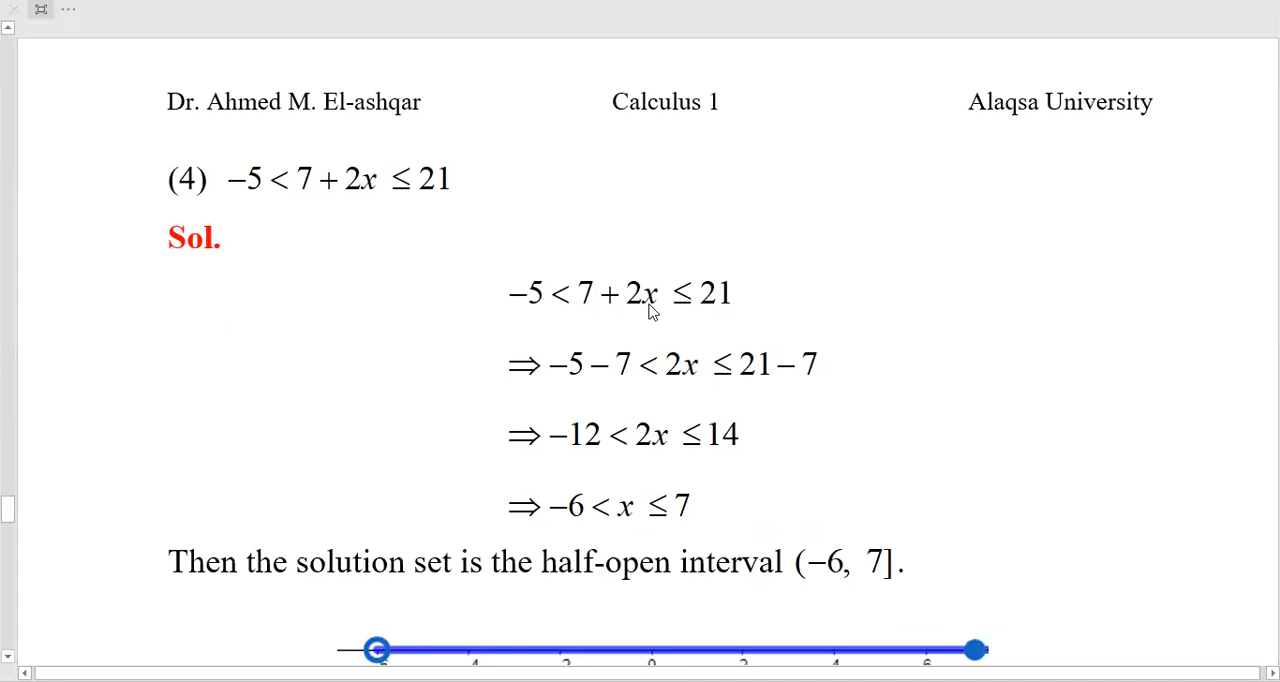 Dr. Ahmed M. El-ashqar Calculus 1 Alaqsa University
(4) −5 < 7 + 2x ≤ 21
Sol.
−5 < 7 + 2x ≤ 21
⇒ −5 − 7 < 2x ≤ 21 − 7
⇒ −12 < 2x ≤ 14
⇒ −6 < x ≤ 7
Then the solution set is the half-open interval (−6, 7].